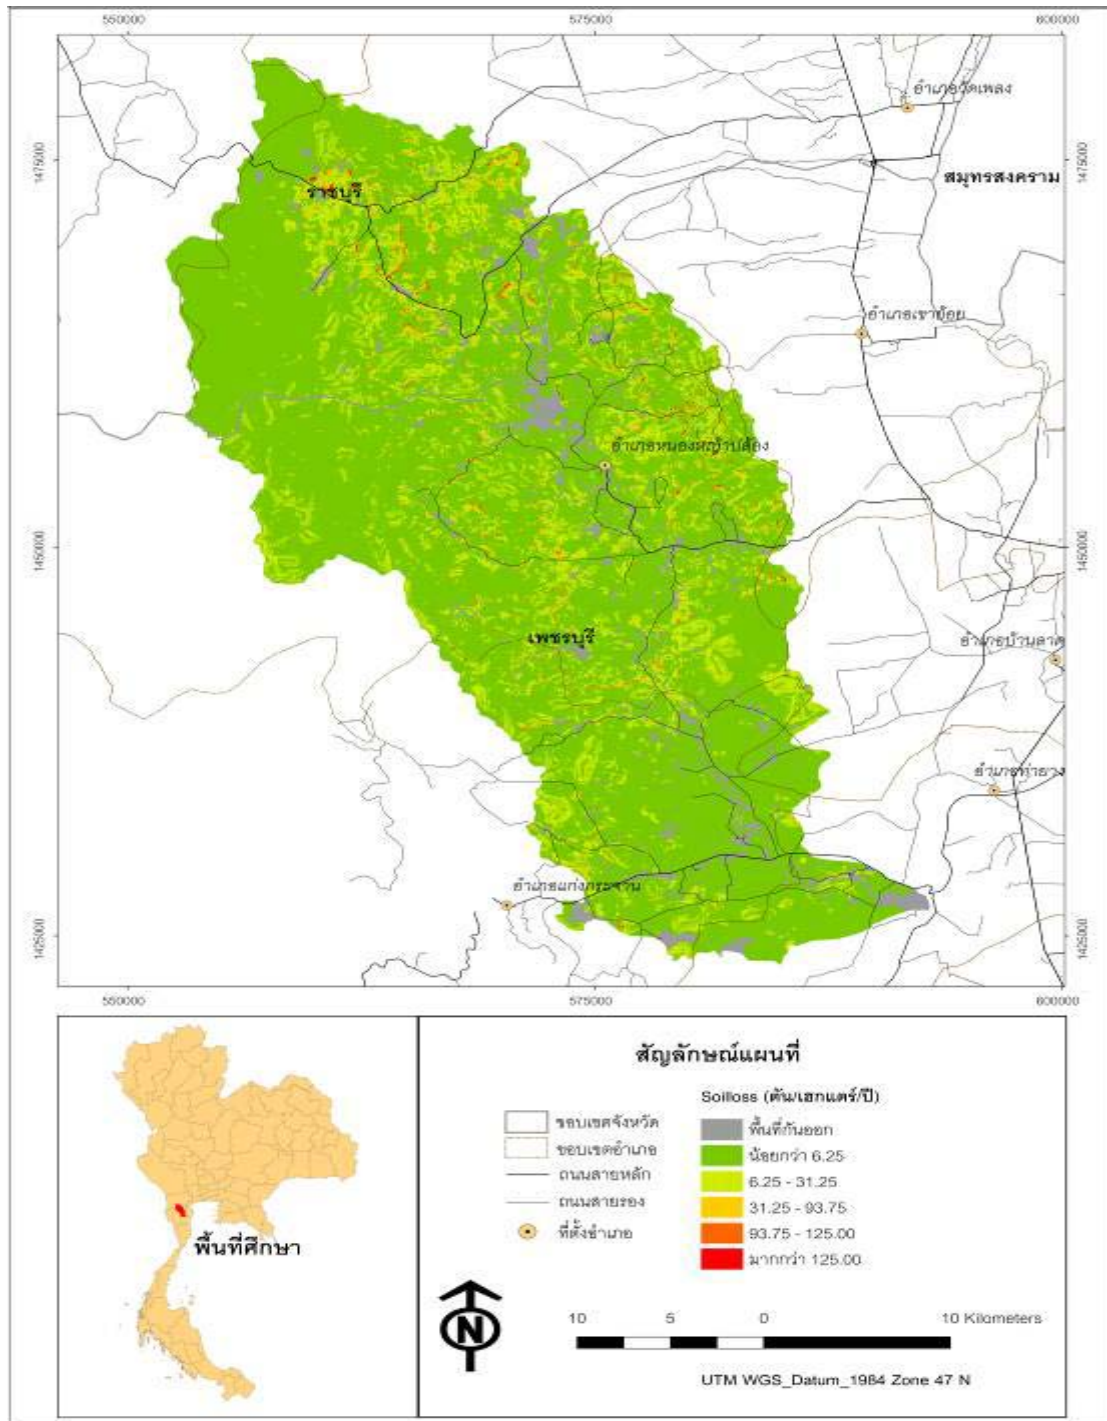 550000 575000 600000
อำเภอวัดเพลง
1475000 1475000
สมุทรสงคราม
ราชบุรี
อำเภอเขาย้อย
อำเภอหนองหญ้าปล้อง
1450000 1450000
เพชรบุรี
อำเภอบ้านลาด
อำเภอท่ายาง
อำเภอแก่งกระจาน
1425000 1425000
550000 575000 600000
พื้นที่ศึกษา
สัญลักษณ์แผนที่
ขอบเขตจังหวัด
ขอบเขตอำเภอ
ถนนสายหลัก
ถนนสายรอง
ที่ตั้งอำเภอ
Soilloss (ตัน/เฮกแตร์/ปี)
พื้นที่กันออก
น้อยกว่า 6.25
6.25 - 31.25
31.25 - 93.75
93.75 - 125.00
มากกว่า 125.00
N
10 5 0 10 Kilometers
UTM WGS_Datum_1984 Zone 47 N